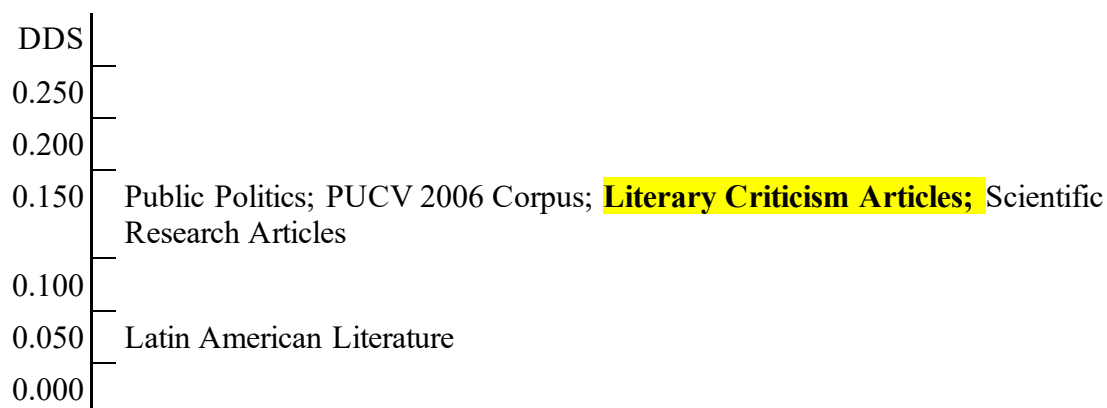 DDS
0.250
0.200
0.150 Public Politics; PUCV 2006 Corpus; Literary Criticism Articles; Scientific
Research Articles
0.100
0.050 Latin American Literature
0.000